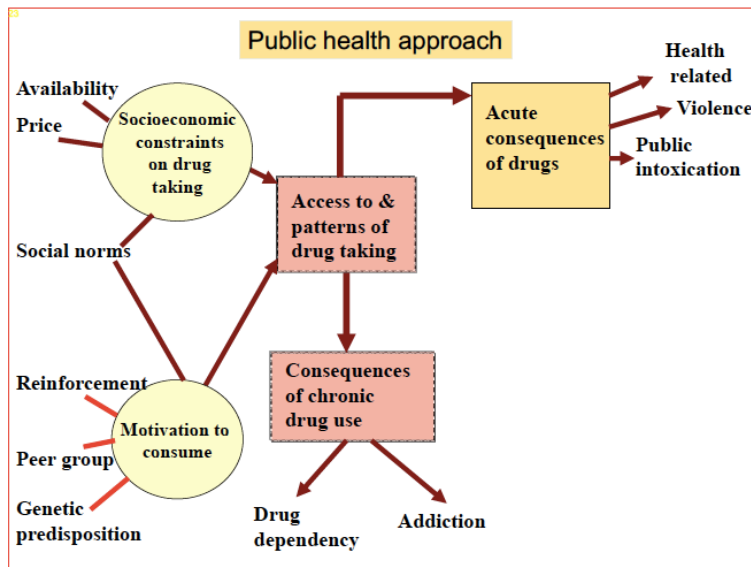 Public health approach
Availability
Price
Socioeconomic
constraints
on drug
taking
Social norms
Reinforcement
Peer group
Genetic
predisposition
Motivation to
consume
Access to &
patterns of
drug taking
Acute
consequences
of drugs
Health
related
Violence
Public
intoxication
Consequences
of chronic
drug use
Drug
dependency
Addiction